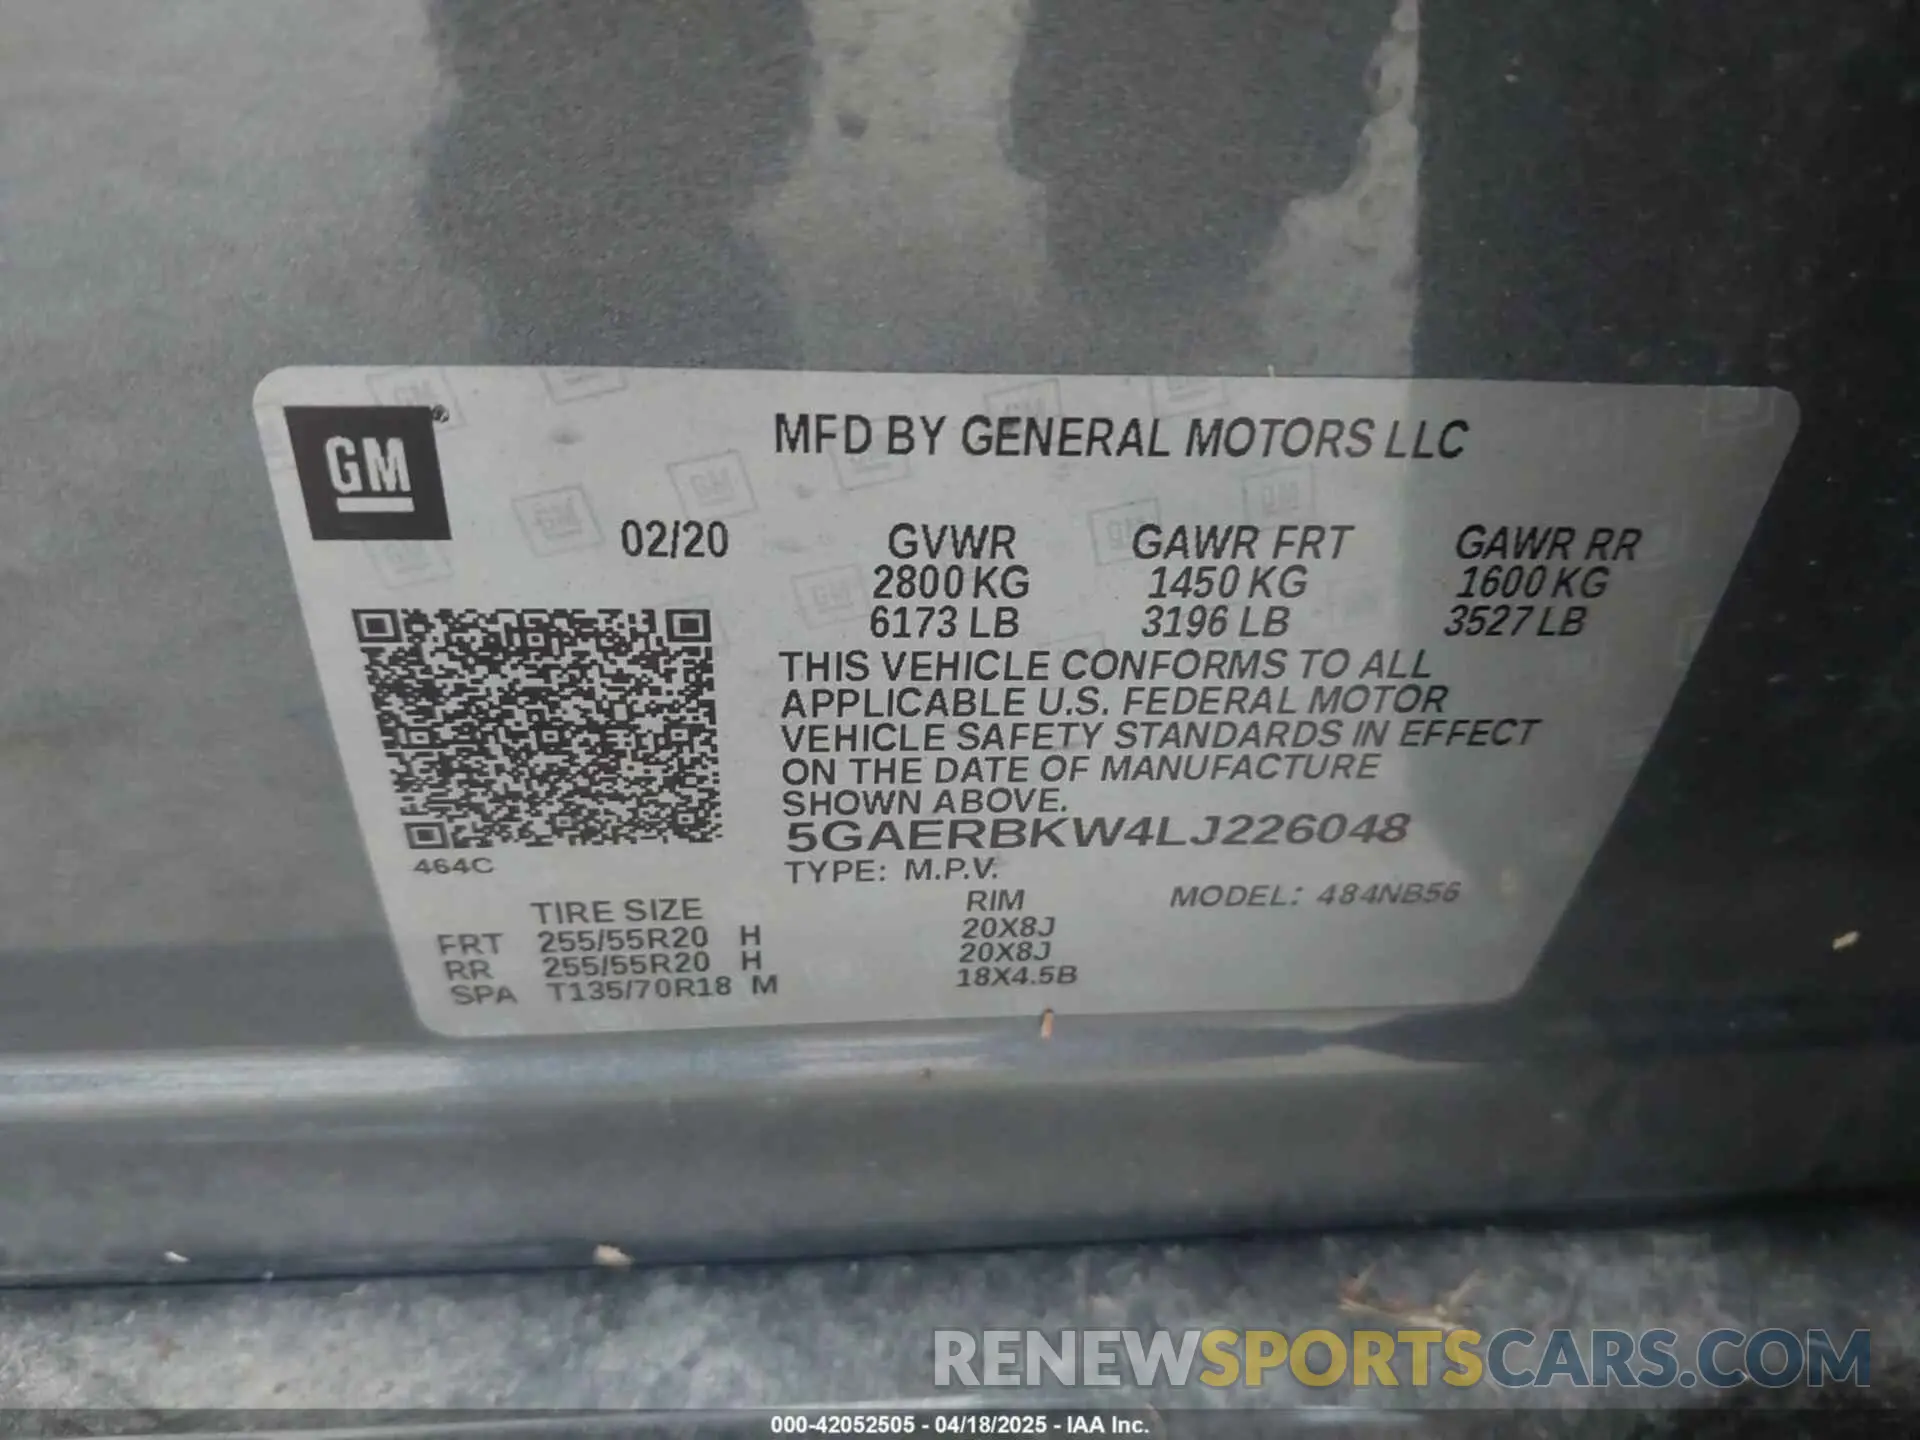 GM
MFD BY GENERAL MOTORS LLC
02/20 GVWR GAWR FRT GAWR RR
2800 KG 1450 KG 1600 KG
6173 LB 3196 LB 3527 LB
THIS VEHICLE CONFORMS TO ALL
APPLICABLE U.S. FEDERAL MOTOR
VEHICLE SAFETY STANDARDS IN EFFECT
ON THE DATE OF MANUFACTURE
SHOWN ABOVE.
5GAERBKW4LJ226048
464C
TYPE: M.P.V.
MODEL: 484NB56
TIRE SIZE RIM
FRT 255/55R20 H 20X8J
RR 255/55R20 H 20X8J
SPA T135/70R18 M 18X4.5B
RENEWSPORTSCARS.COM
000-42052505 - 04/18/2025 - IAA Inc.